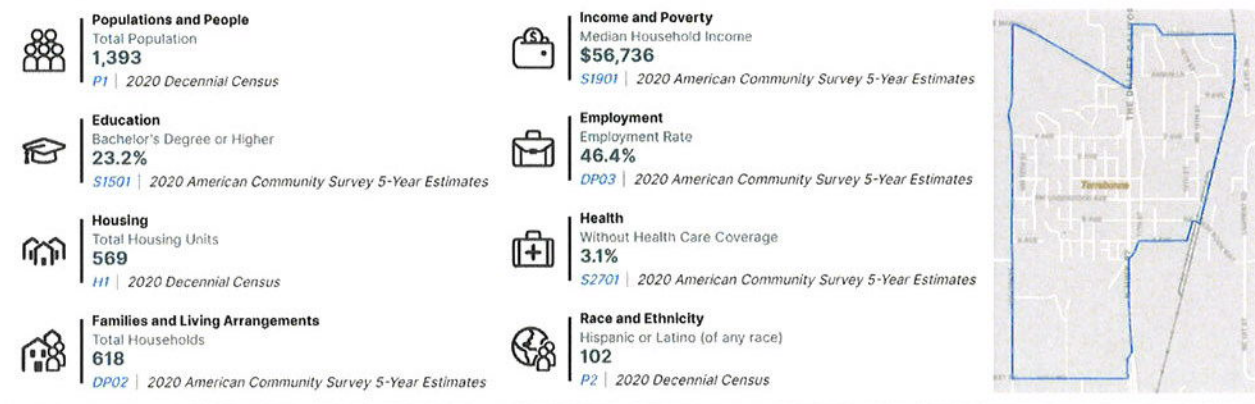 Populations and People
Total Population
1,393
P1 | 2020 Decennial Census
Education
Bachelor's Degree or Higher
23.2%
S1501 | 2020 American Community Survey 5-Year Estimates
Housing
Total Housing Units
569
H1 | 2020 Decennial Census
Families and Living Arrangements
Total Households
618
DP02 | 2020 American Community Survey 5-Year Estimates
Income and Poverty
Median Household Income
$56,736
S1901 | 2020 American Community Survey 5-Year Estimates
Employment
Employment Rate
46.4%
DP03 | 2020 American Community Survey 5-Year Estimates
Health
Without Health Care Coverage
3.1%
S2701 | 2020 American Community Survey 5-Year Estimates
Race and Ethnicity
Hispanic or Latino (of any race)
102
P2 | 2020 Decennial Census
Terrebonne